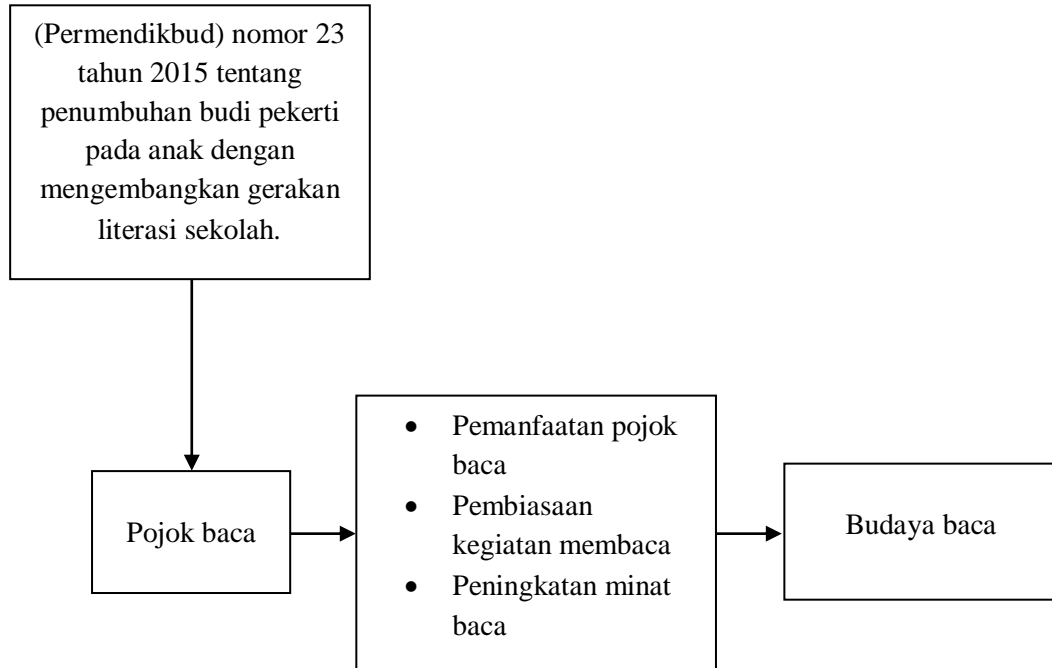 (Permendikbud) nomor 23
tahun 2015 tentang
penumbuhan budi pekerti
pada anak dengan
mengembangkan gerakan
literasi sekolah.
Pojok baca
• Pemanfaatan pojok
baca
• Pembiasaan
kegiatan membaca
• Peningkatan minat
baca
Budaya baca